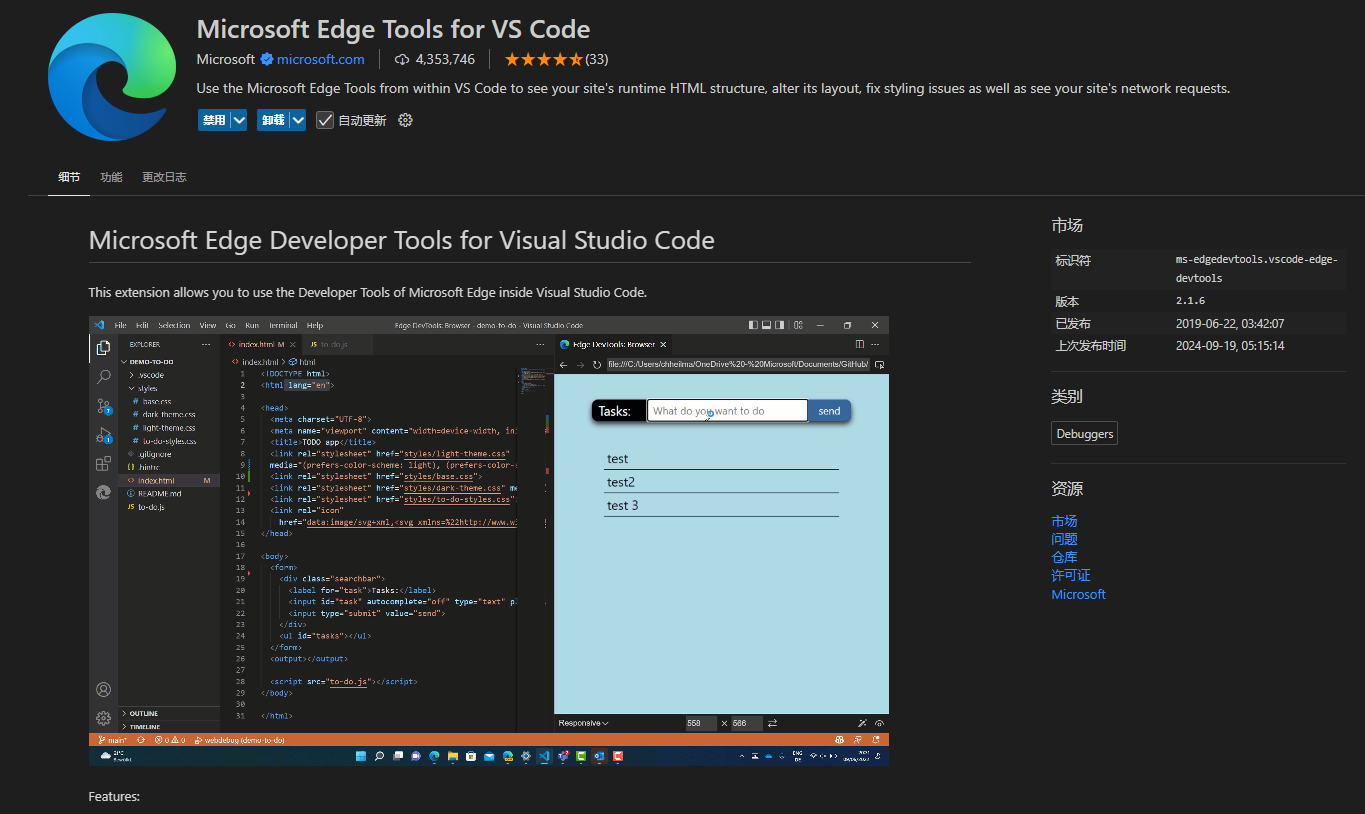 Microsoft Edge Tools for VS Code
Microsoft microsoft.com 4,353,746 (33)
Use the Microsoft Edge Tools from within VS Code to see your site's runtime HTML structure, alter its layout, fix styling issues as well as see your site's network requests.
禁用 卸载 自动更新
细节 功能 更改日志
Microsoft Edge Developer Tools for Visual Studio Code
This extension allows you to use the Developer Tools of Microsoft Edge inside Visual Studio Code.
File Edit Selection View Go Run Terminal Help Edge DevTools: Browser - demo-to-do - Visual Studio Code
EXPLORER
DEMO-TO-DO
.vscode
styles
# base.css
# dark-theme.css
# light-theme.css
# to-do-styles.css
.gitignore
.hintrc
index.html M
README.md
JS to-do.js
OUTLINE
TIMELINE
index.html M JS to-do.js
index.html > html
1 <!DOCTYPE html>
2 <html lang="en">
3
4 <head>
5 <meta charset="UTF-8">
6 <meta name="viewport" content="width=device-width, ini
7 <title>TODO app</title>
8 <link rel="stylesheet" href="styles/light-theme.css"
9 media="(prefers-color-scheme: light), (prefers-color-s
10 <link rel="stylesheet" href="styles/base.css">
11 <link rel="stylesheet" href="styles/dark-theme.css" me
12 <link rel="stylesheet" href="styles/to-do-styles.css"
13 <link rel="icon"
14 href="data:image/svg+xml,<svg xmlns=%22http://www.w
15 </head>
16
17 <body>
18 <form>
19 <div class="searchbar">
20 <label for="task">Tasks:</label>
21 <input id="task" autocomplete="off" type="text" pl
22 <input type="submit" value="send">
23 </div>
24 <ul id="tasks"></ul>
25 </form>
26 <output></output>
27
28 <script src="to-do.js"></script>
29 </body>
30
31 </html>
Edge DevTools: Browser
file:///C:/Users/chheilma/OneDrive%20-%20Microsoft/Documents/GitHub/
Tasks: What do you want to do send
test
test2
test 3
Responsive 558 × 566
main* 0 0 webdebug (demo-to-do)
ENG
DE
Features:
市场
标识符 ms-edgedevtools.vscode-edge-
devtools
版本 2.1.6
已发布 2019-06-22, 03:42:07
上次发布时间 2024-09-19, 05:15:14
类别
Debuggers
资源
市场
问题
仓库
许可证
Microsoft